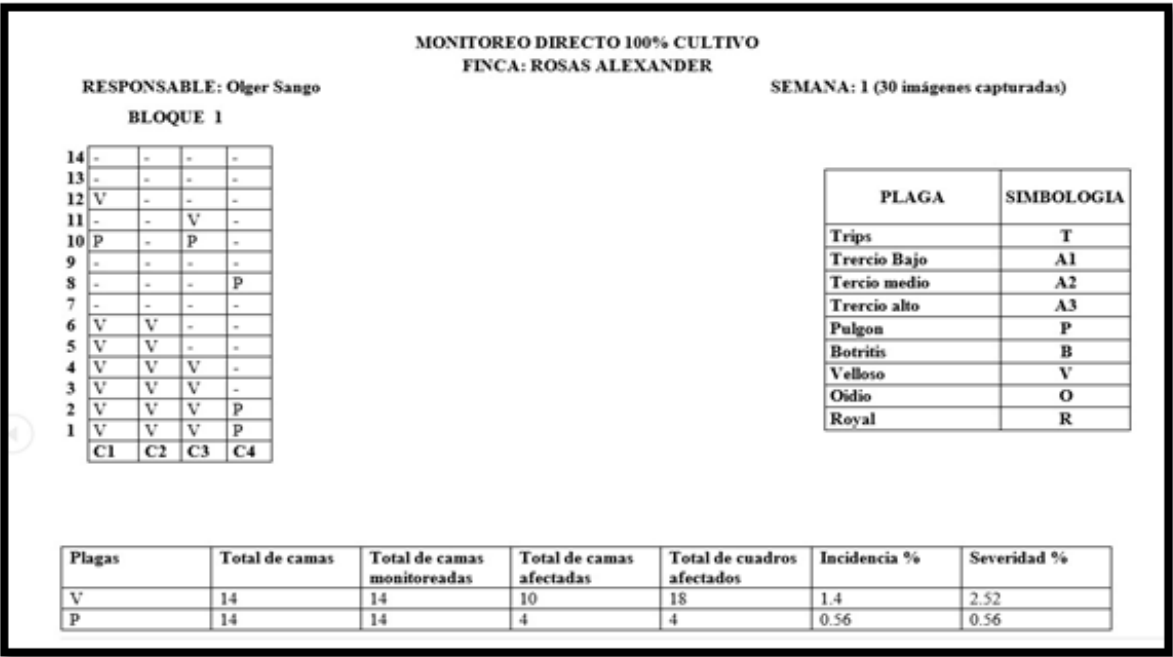 MONITOREO DIRECTO 100% CULTIVO
FINCA: ROSAS ALEXANDER
RESPONSABLE: Olger Sango
SEMANA: 1 (30 imágenes capturadas)
BLOQUE 1
14 - - - -
13 - - - -
12 V - - -
11 - - V -
10 P - P -
9 - - - -
8 - - - P
7 - - - -
6 V V - -
5 V V - -
4 V V V -
3 V V V -
2 V V V P
1 V V V P
C1 C2 C3 C4
PLAGA SIMBOLOGIA
Trips T
Trercio Bajo A1
Tercio medio A2
Trercio alto A3
Pulgon P
Botritis B
Velloso V
Oidio O
Royal R
Plagas Total de camas Total de camas monitoreadas Total de camas afectadas Total de cuadros afectados Incidencia % Severidad %
V 14 14 10 18 1.4 2.52
P 14 14 4 4 0.56 0.56